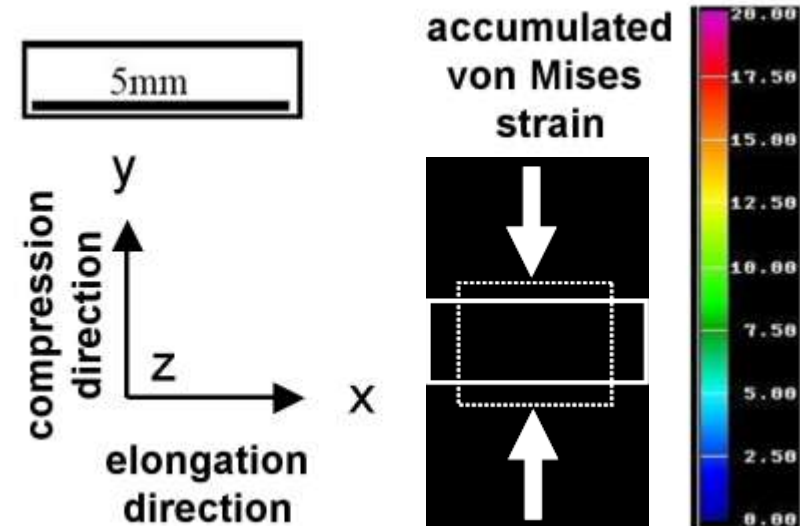 5mm
y
compression
direction
z
x
elongation
direction
accumulated
von Mises
strain
20.00
17.50
15.00
12.50
10.00
7.50
5.00
2.50
0.00